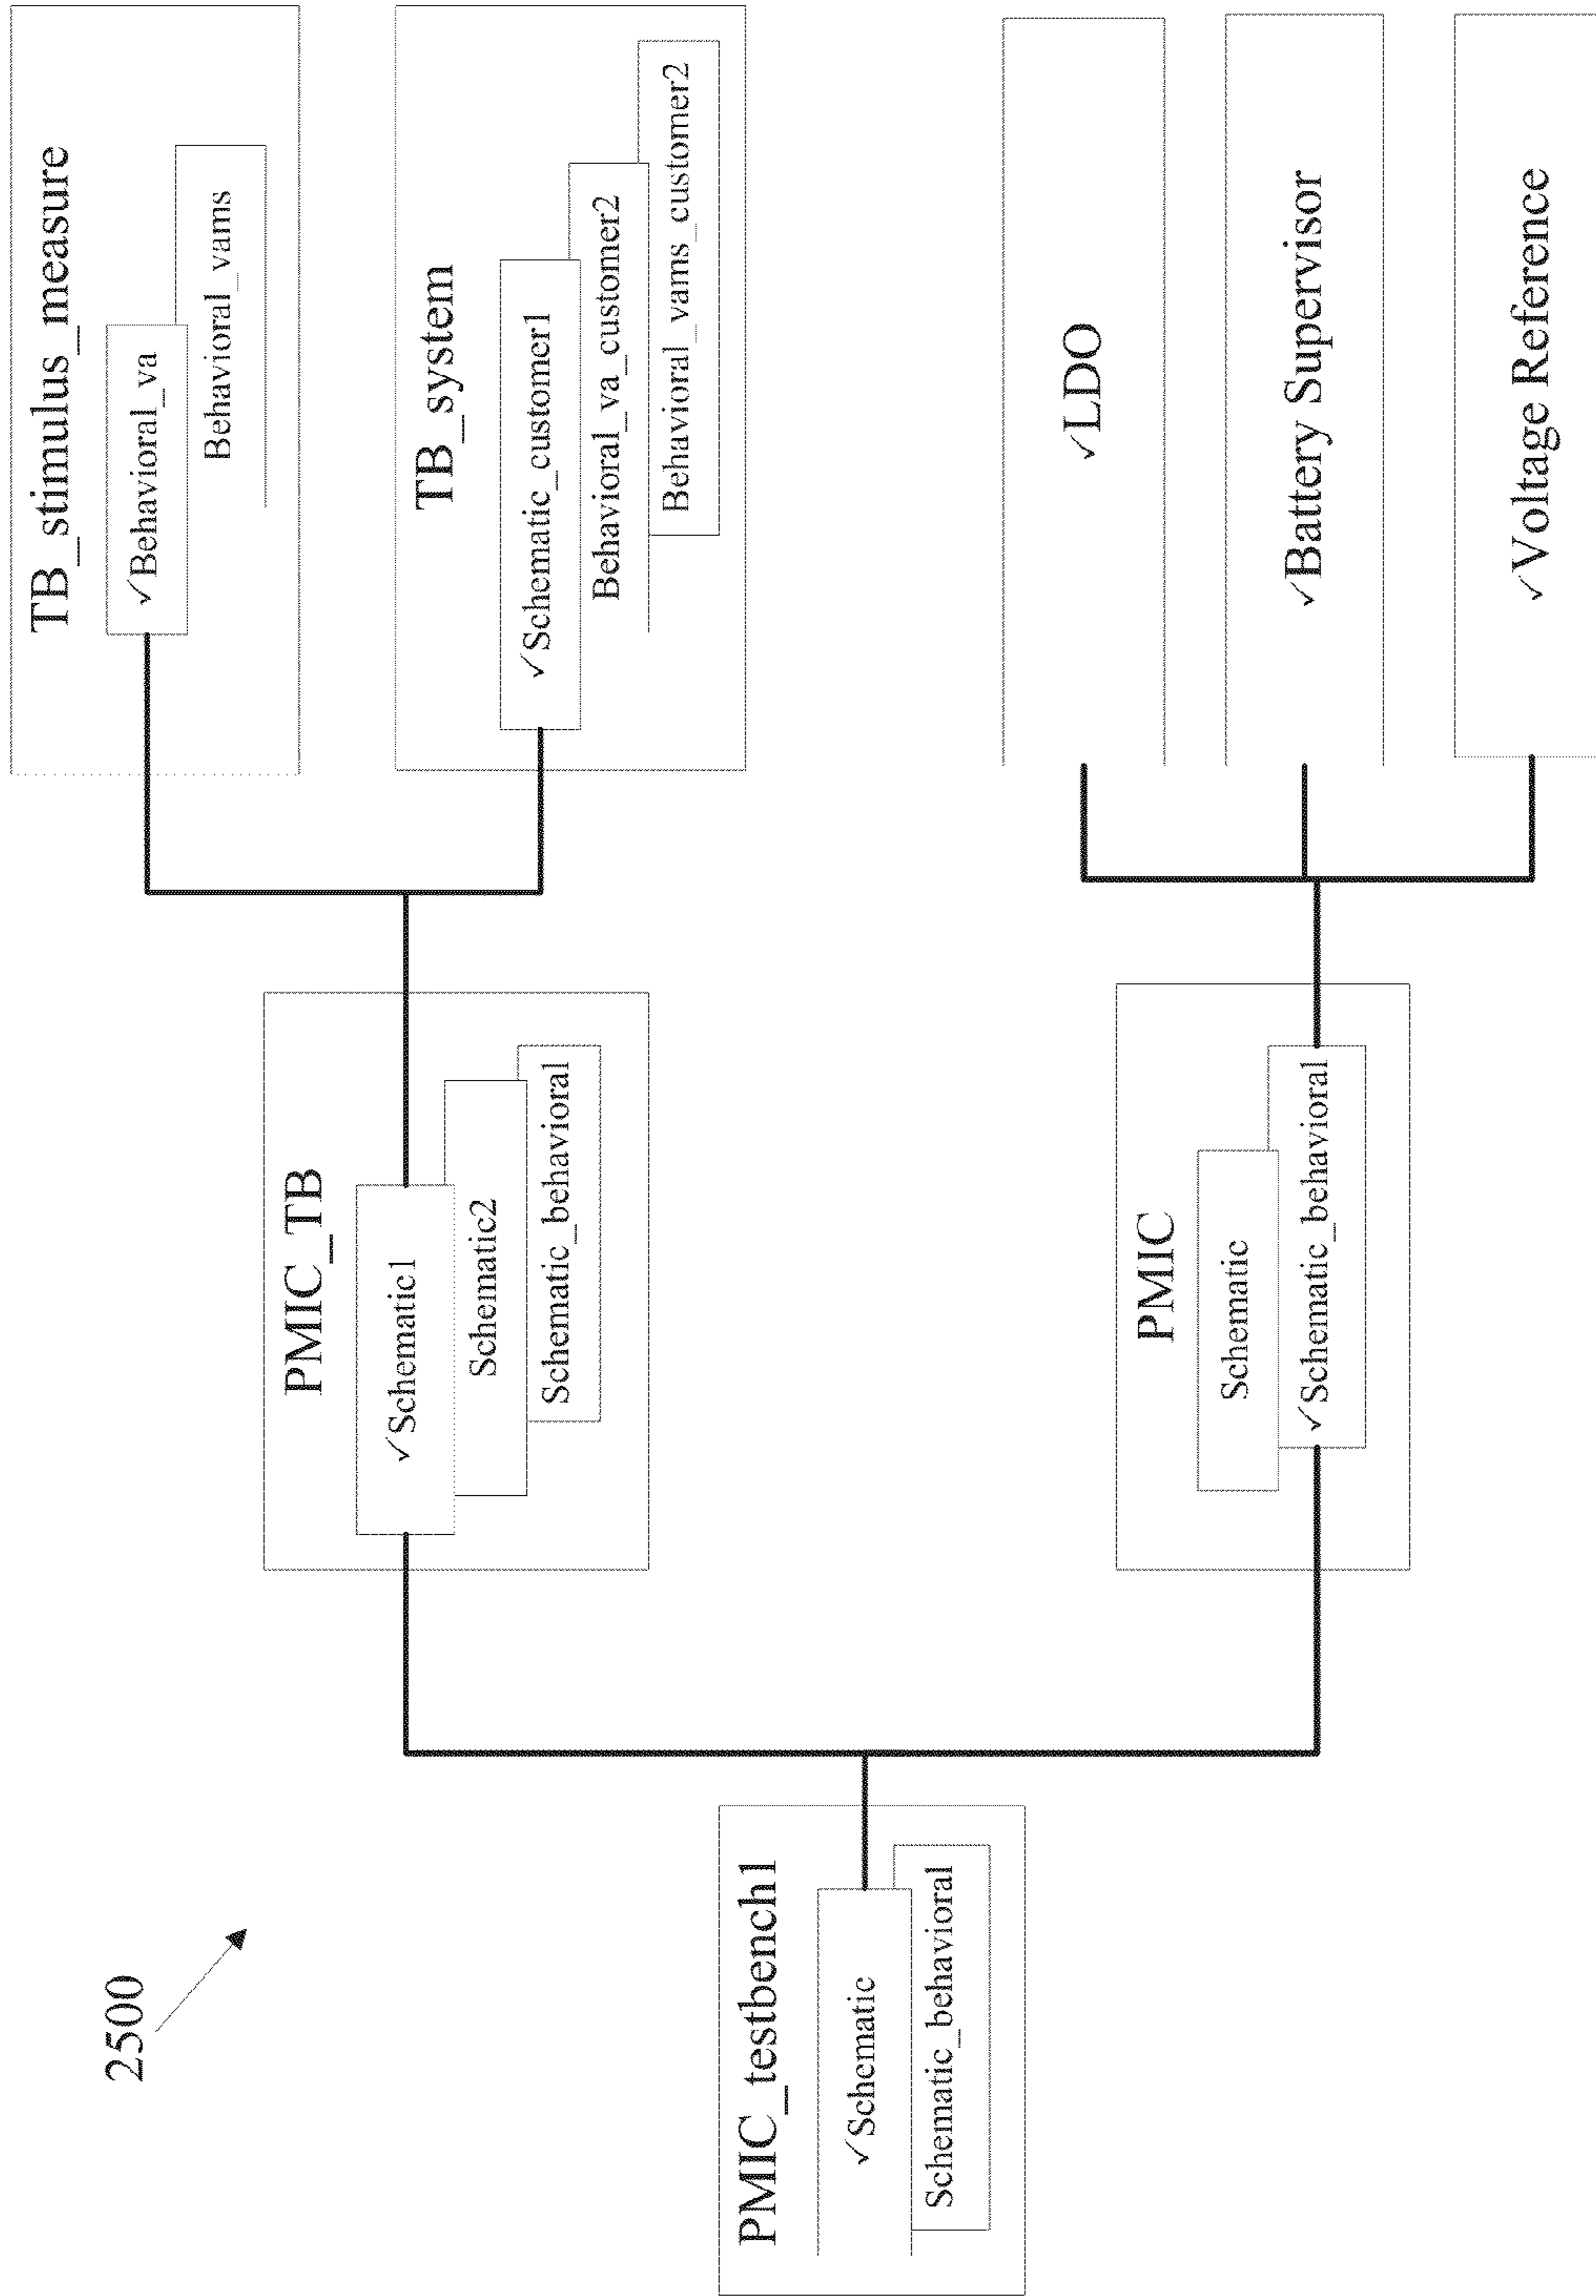 2500
PMIC_testbench1
✓Schematic
Schematic_behavioral
PMIC_TB
✓Schematic1
Schematic2
Schematic_behavioral
PMIC
Schematic
✓Schematic_behavioral
TB_stimulus_measure
✓Behavioral_va
Behavioral_vams
TB_system
✓Schematic_customer1
Behavioral_va_customer2
Behavioral_vams_customer2
✓LDO
✓Battery Supervisor
✓Voltage Reference